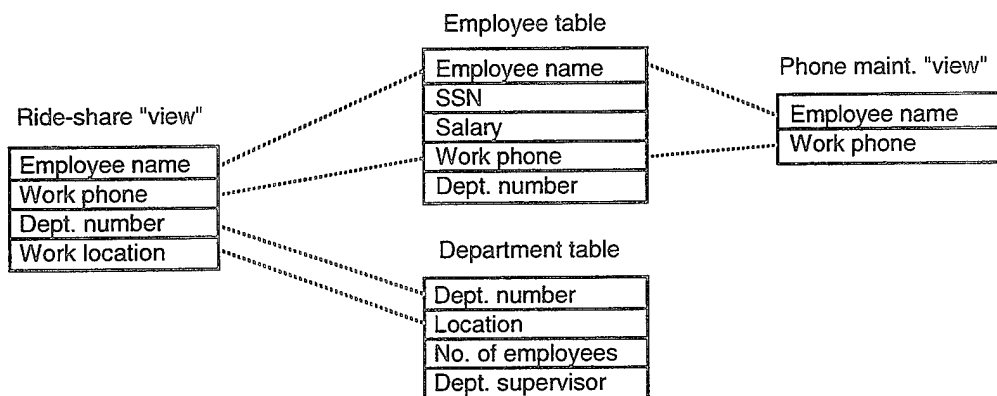 Ride-share "view"
Employee name
Work phone
Dept. number
Work location
Employee table
Employee name
SSN
Salary
Work phone
Dept. number
Department table
Dept. number
Location
No. of employees
Dept. supervisor
Phone maint. "view"
Employee name
Work phone